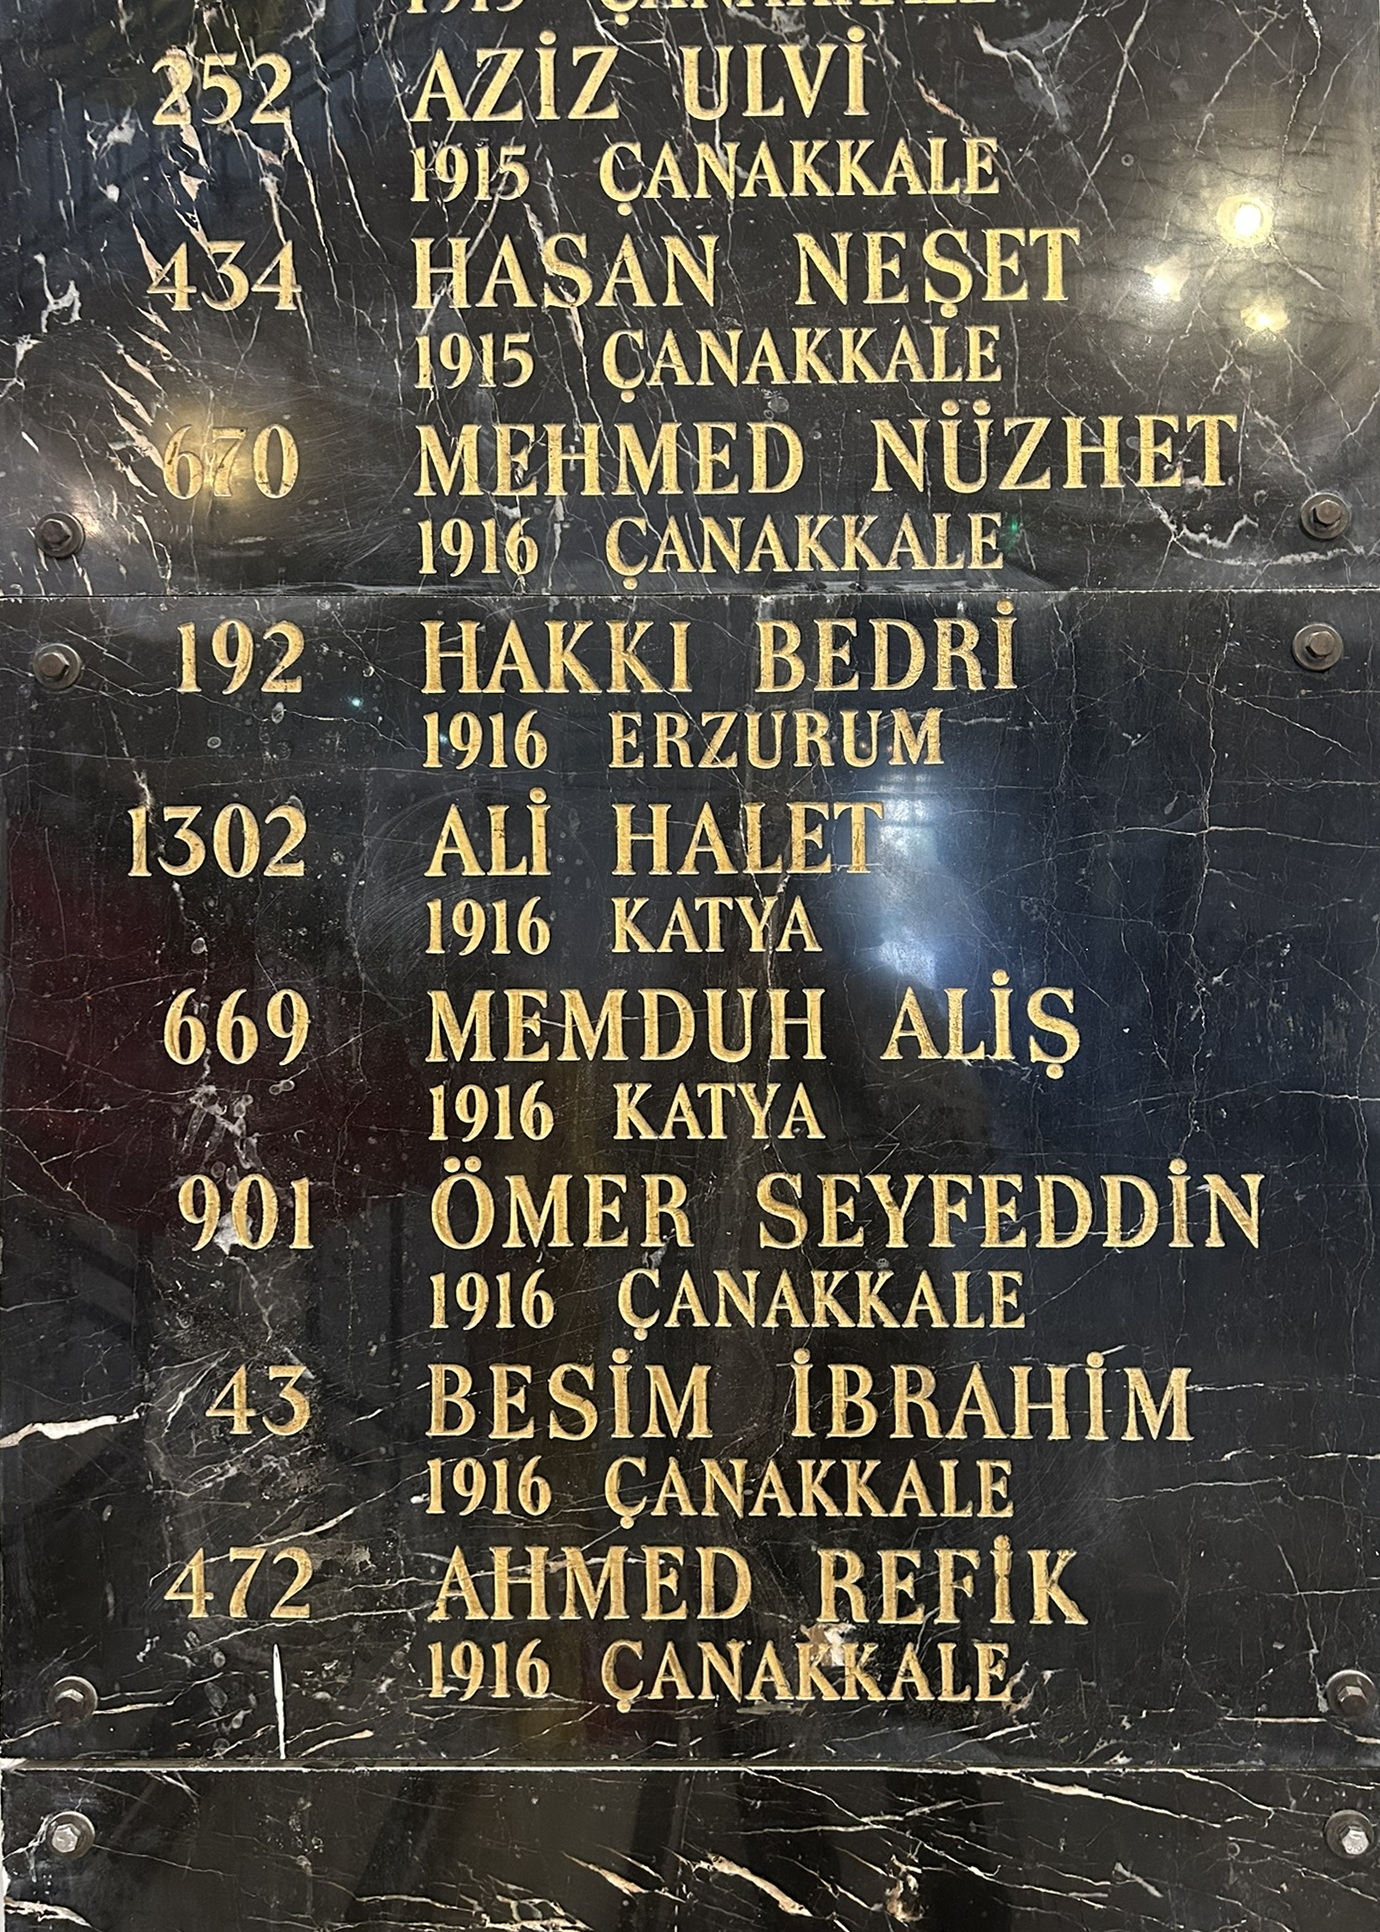 1915 ÇANAKKALE
252 AZİZ ULVİ
1915 ÇANAKKALE
434 HASAN NEŞET
1915 ÇANAKKALE
670 MEHMED NÜZHET
1916 ÇANAKKALE
192 HAKKI BEDRİ
1916 ERZURUM
1302 ALİ HALET
1916 KATYA
669 MEMDUH ALİŞ
1916 KATYA
901 ÖMER SEYFEDDİN
1916 ÇANAKKALE
43 BESİM İBRAHİM
1916 ÇANAKKALE
472 AHMED REFİK
1916 ÇANAKKALE